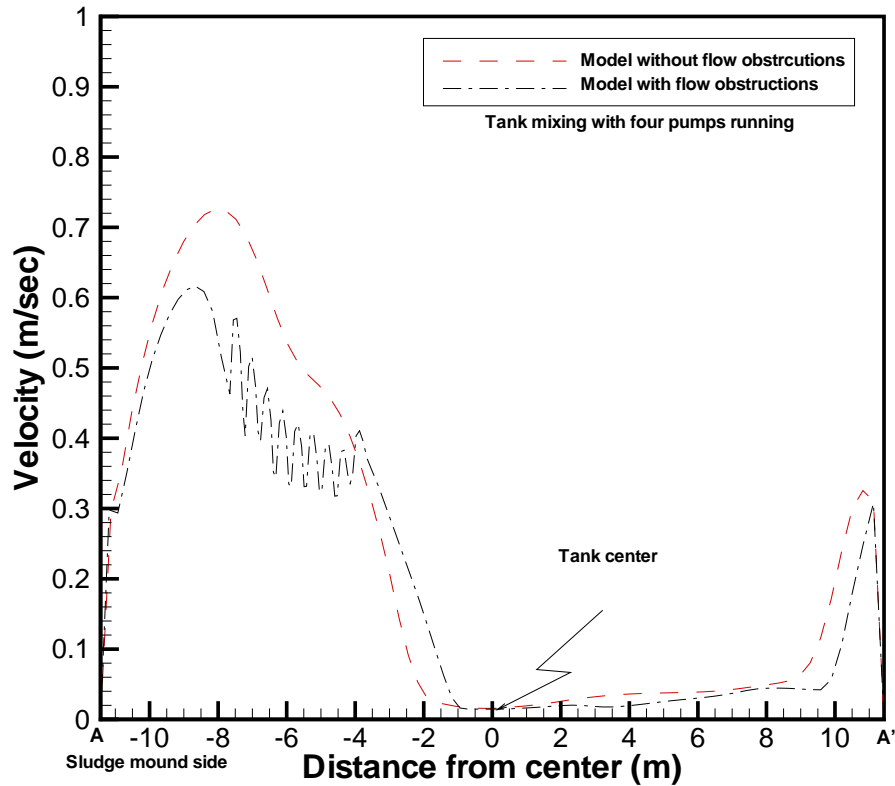 1
0.9
0.8
0.7
0.6
0.5
0.4
0.3
0.2
0.1
0
Velocity (m/sec)
Model without flow obstrcutions
Model with flow obstructions
Tank mixing with four pumps running
Tank center
A -10 -8 -6 -4 -2 0 2 4 6 8 10 A'
Sludge mound side
Distance from center (m)